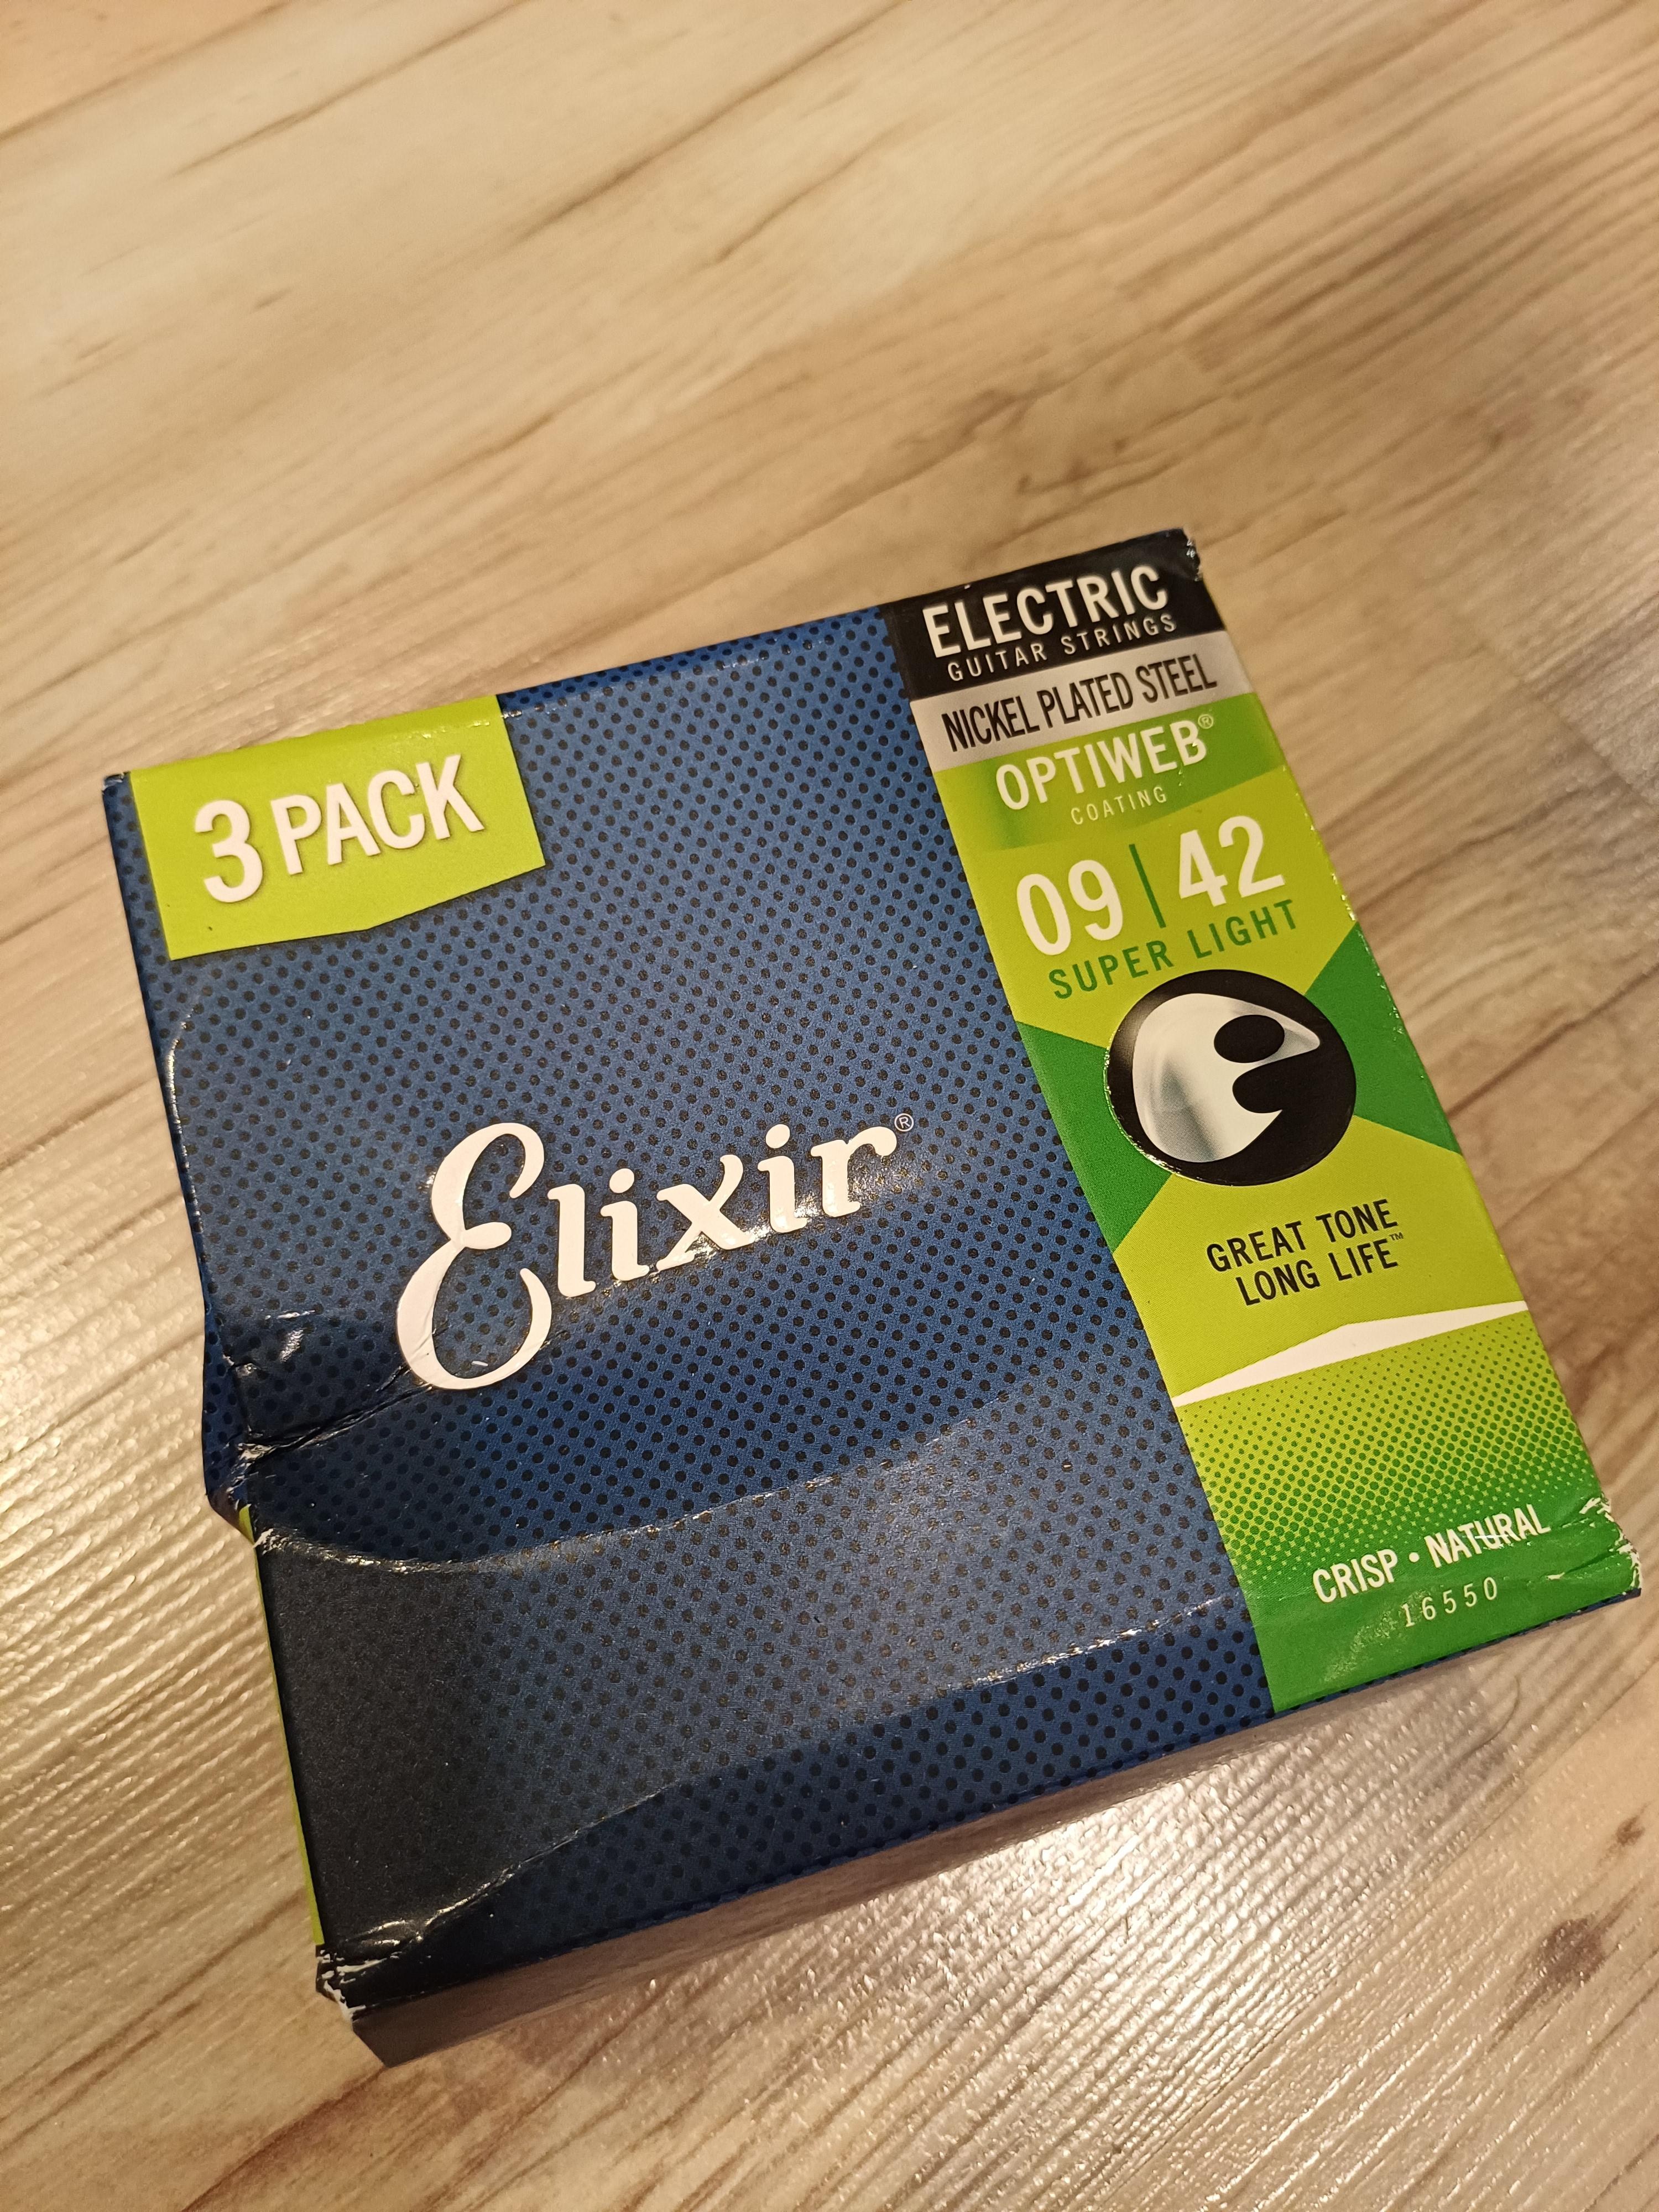 3 PACK
Elixir®
ELECTRIC
GUITAR STRINGS
NICKEL PLATED STEEL
OPTIWEB®
COATING
09 | 42
SUPER LIGHT
GREAT TONE
LONG LIFE™
CRISP • NATURAL
16550